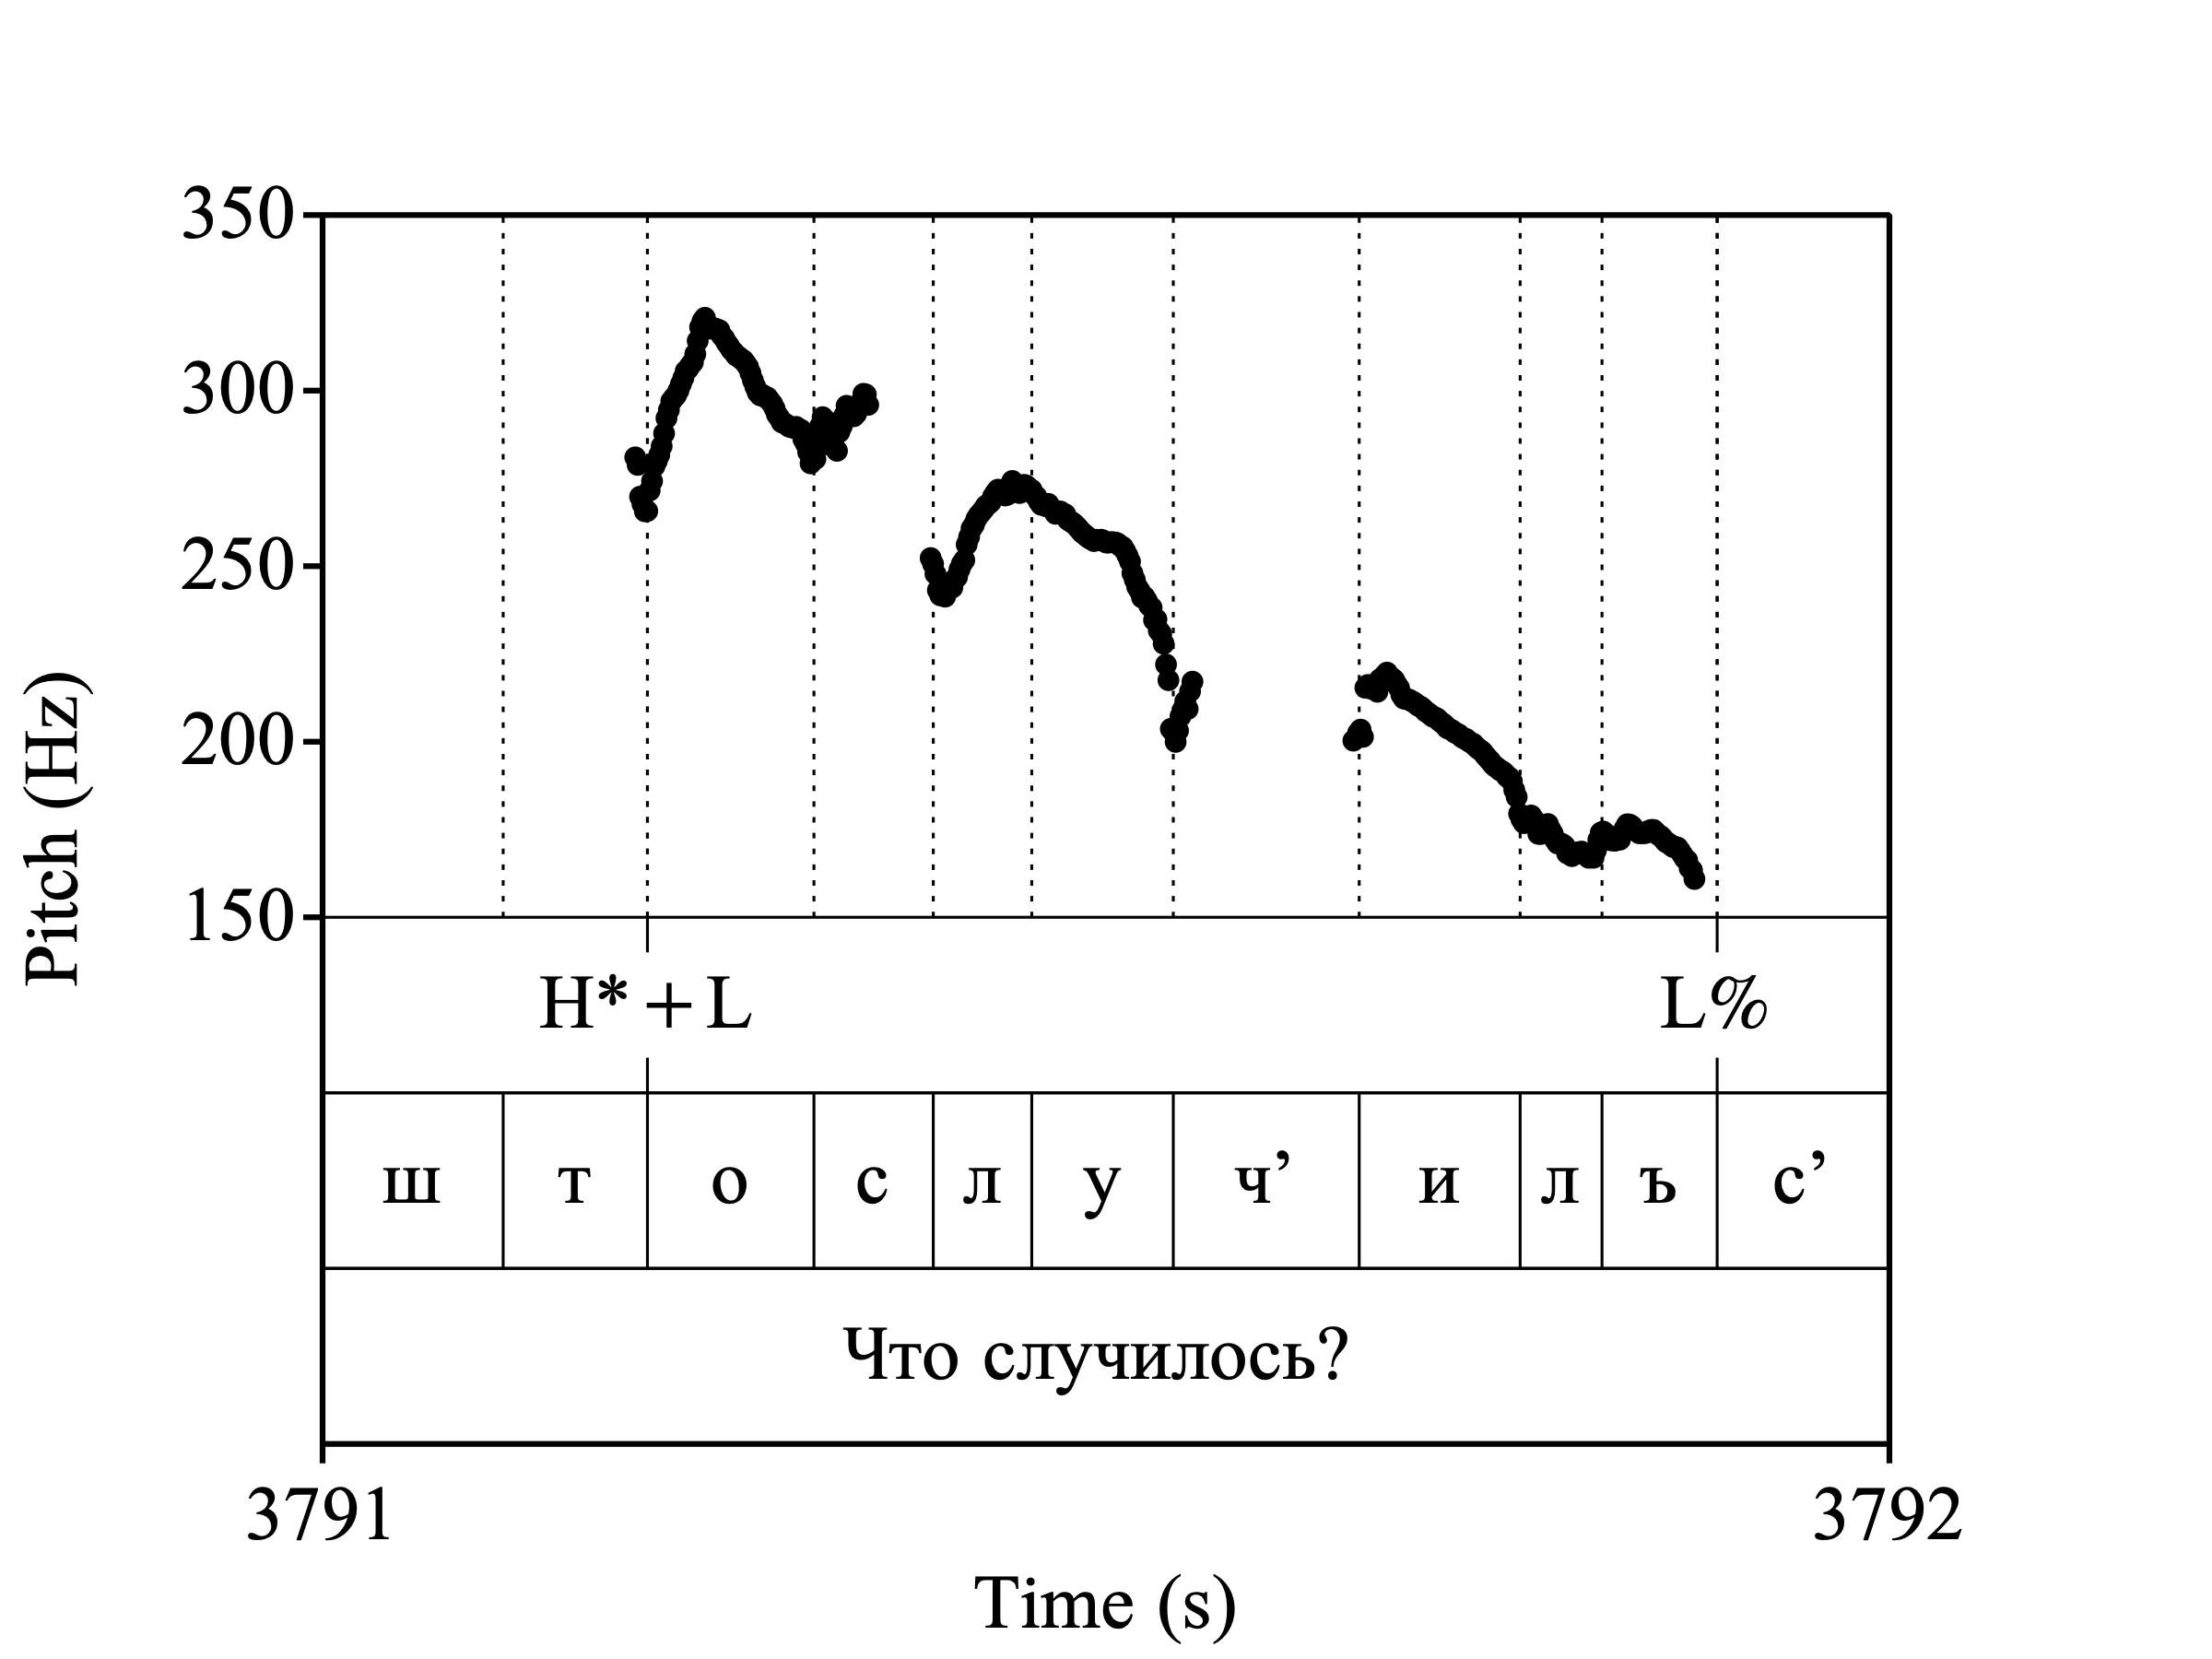 350
300
250
200
150
Pitch (Hz)
H* + L L%
ш т о с л у ч’ и л ъ с’
Что случилось?
3791 3792
Time (s)